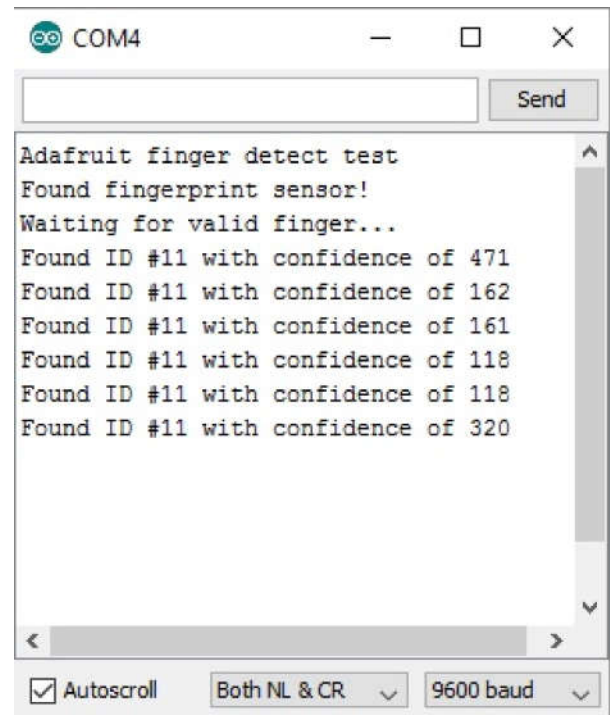 COM4
Send
Adafruit finger detect test
Found fingerprint sensor!
Waiting for valid finger...
Found ID #11 with confidence of 471
Found ID #11 with confidence of 162
Found ID #11 with confidence of 161
Found ID #11 with confidence of 118
Found ID #11 with confidence of 118
Found ID #11 with confidence of 320
Autoscroll Both NL & CR 9600 baud